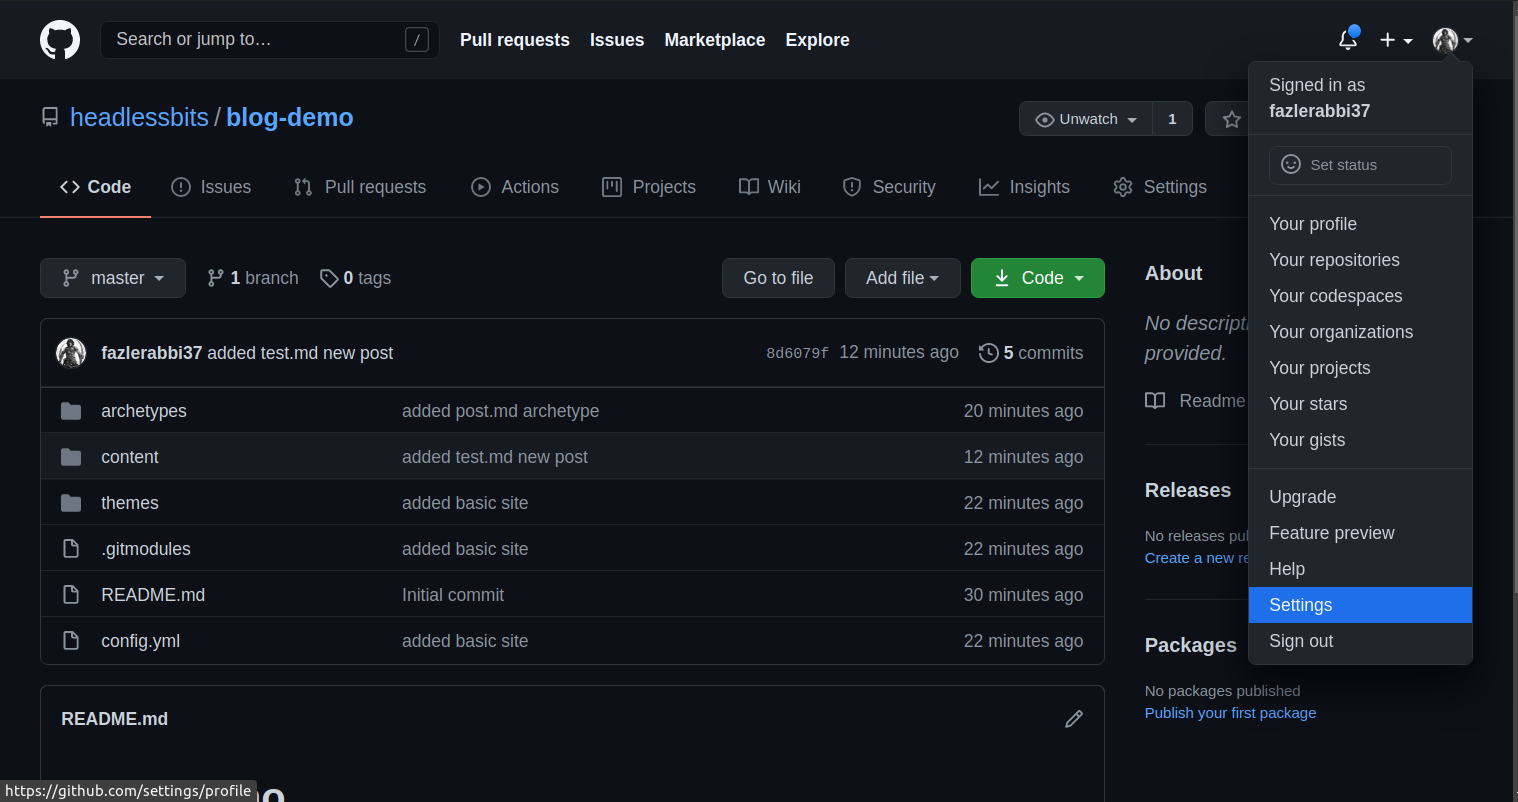 Search or jump to… /
Pull requests Issues Marketplace Explore
Signed in as
fazlerabbi37
Set status
Your profile
Your repositories
Your codespaces
Your organizations
Your projects
Your stars
Your gists
Upgrade
Feature preview
Help
Settings
Sign out
headlessbits / blog-demo
Unwatch 1
Code Issues Pull requests Actions Projects Wiki Security Insights Settings
master 1 branch 0 tags
Go to file Add file Code
fazlerabbi37 added test.md new post 8d6079f 12 minutes ago 5 commits
archetypes added post.md archetype 20 minutes ago
content added test.md new post 12 minutes ago
themes added basic site 22 minutes ago
.gitmodules added basic site 22 minutes ago
README.md Initial commit 30 minutes ago
config.yml added basic site 22 minutes ago
README.md
About
No
provided.
Readme
Releases
No releases
Create a new
Packages
No packages published
Publish your first package
https://github.com/settings/profile